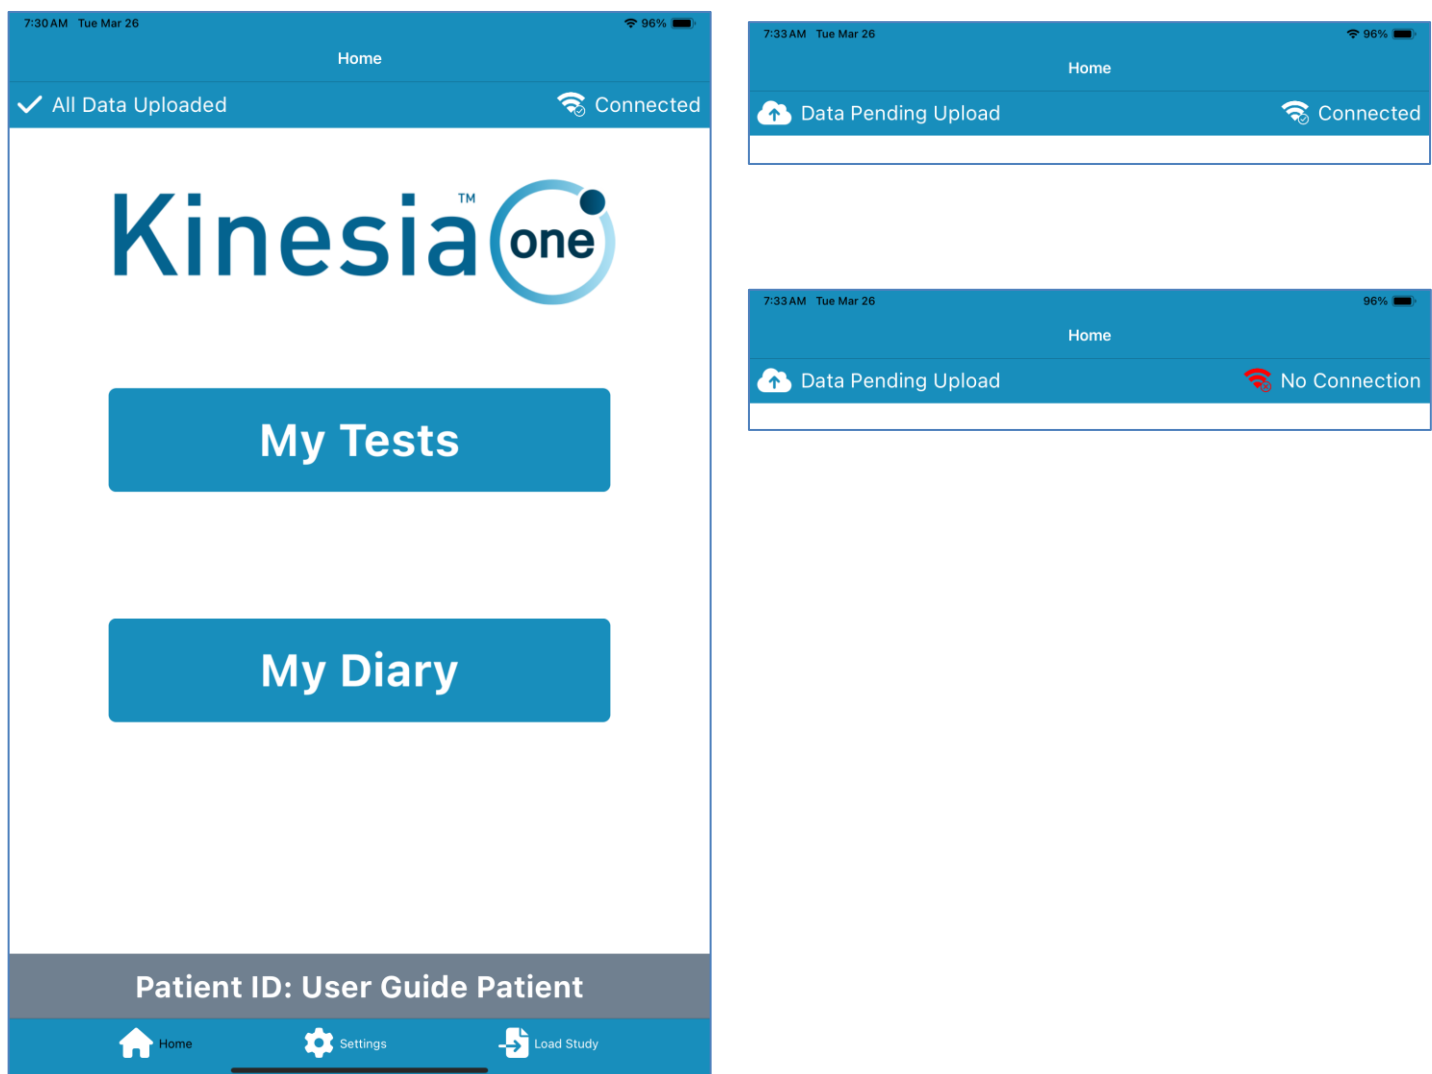 7:30 AM Tue Mar 26 96%
Home
All Data Uploaded Connected
Kinesia™ one
My Tests
My Diary
Patient ID: User Guide Patient
Home Settings Load Study
7:33 AM Tue Mar 26 96%
Home
Data Pending Upload Connected
7:33 AM Tue Mar 26 96%
Home
Data Pending Upload No Connection